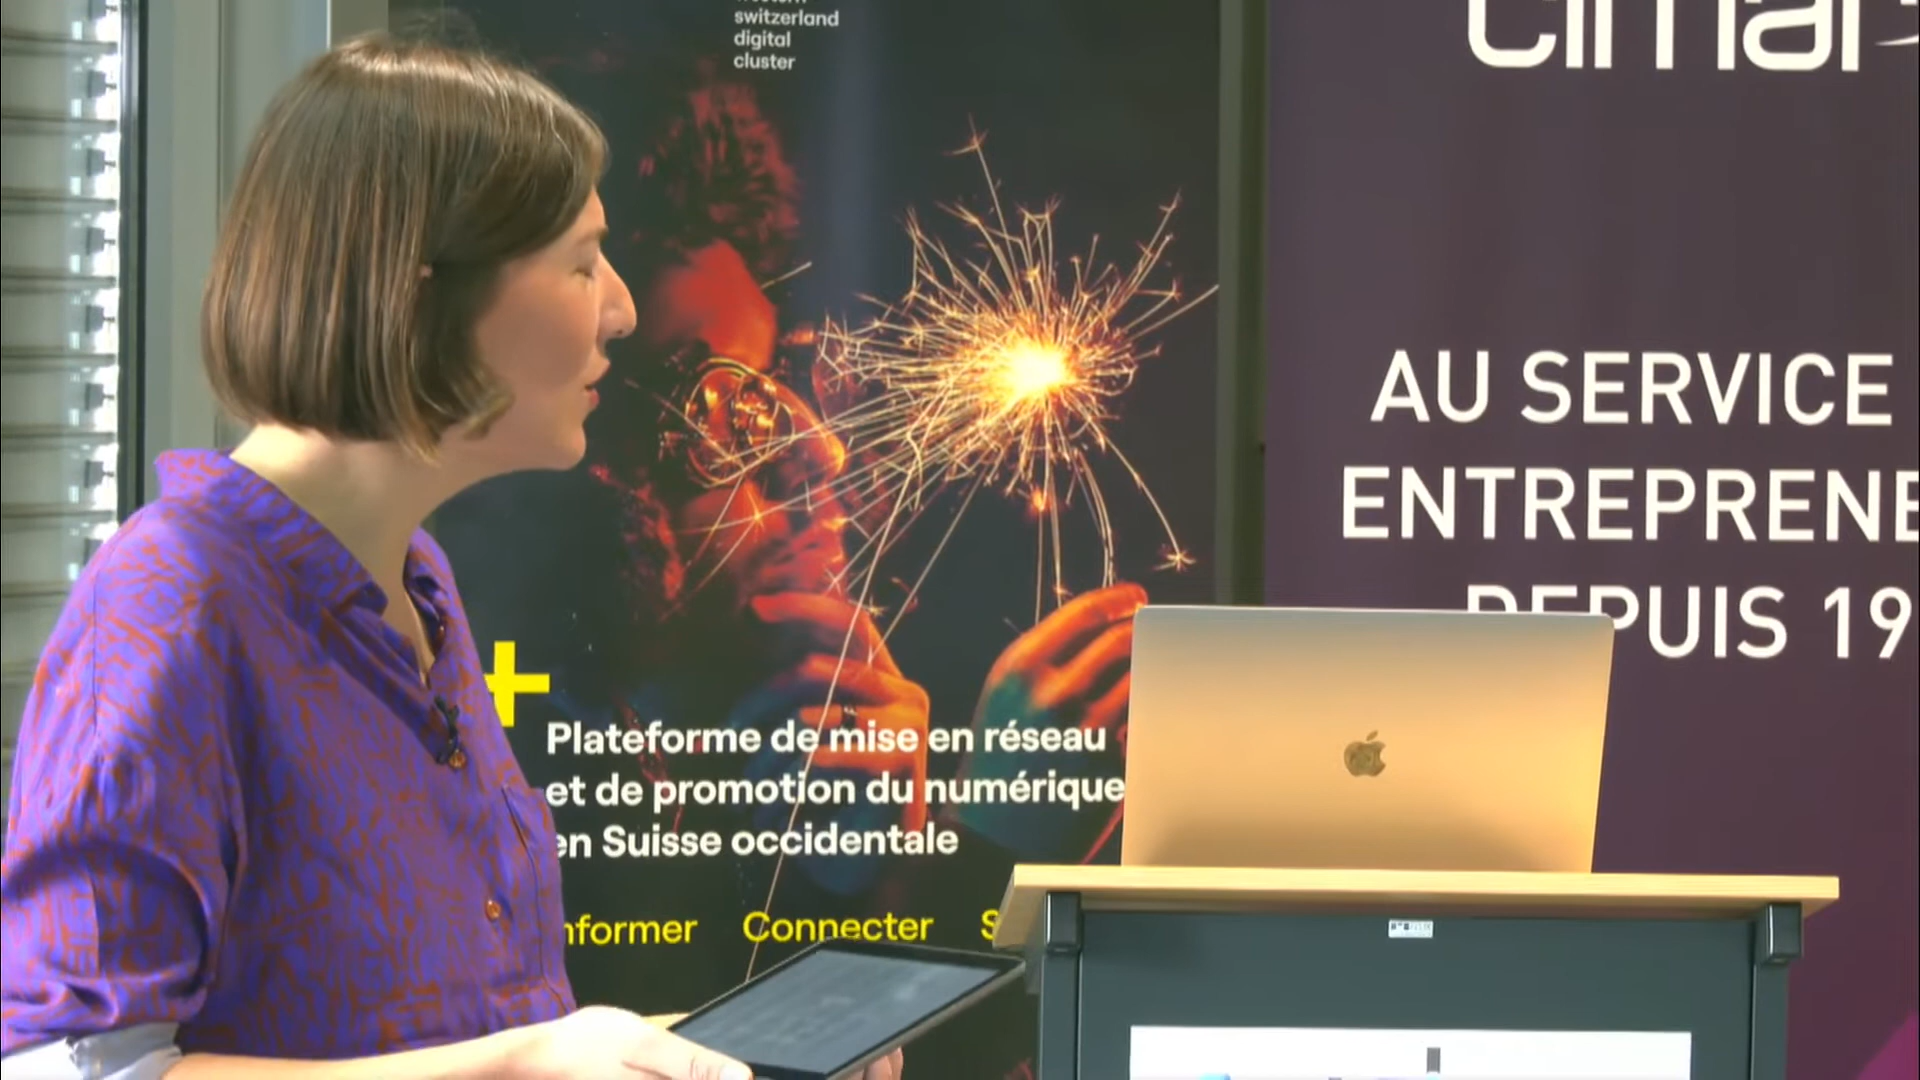 switzerland
digital
cluster
Plateforme de mise en réseau
et de promotion du numérique
en Suisse occidentale
nformer Connecter S
AU SERVICE
ENTREPRENE
DEPUIS 19